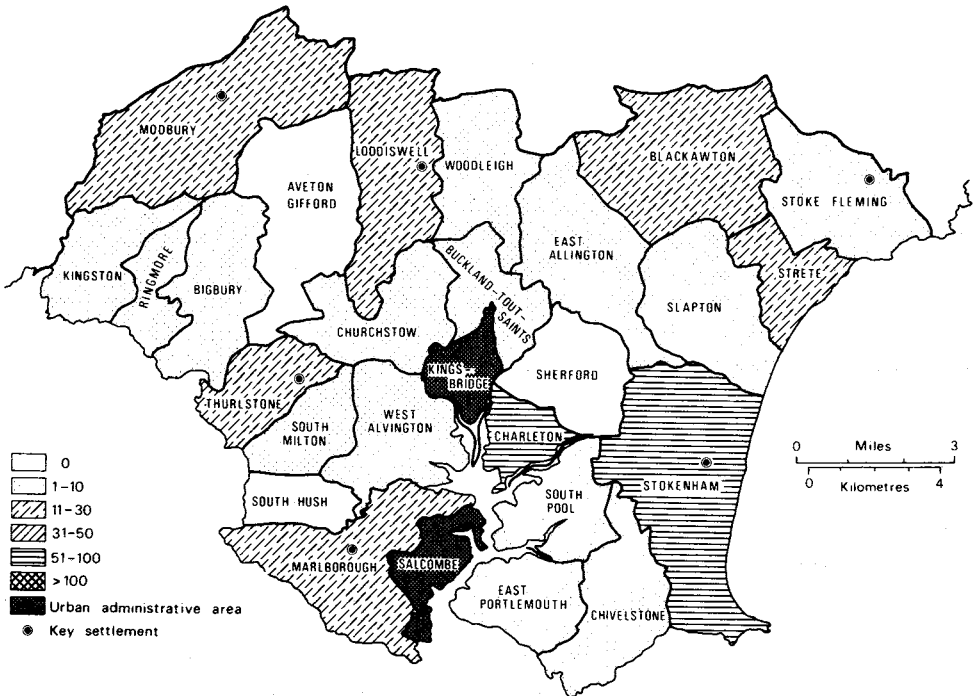 MODBURY
LODDISWELL
WOODLEIGH
BLACKAWTON
STOKE FLEMING
AVETON
GIFFORD
EAST
ALLINGTON
KINGSTON
RINGMORE
BIGBURY
BUCKLAND-TOUT-
SAINTS
STRETE
SLAPTON
CHURCHSTOW
KINGS-
BRIDGE
SHERFORD
THURLSTONE
SOUTH
MILTON
WEST
ALVINGTON
CHARLETON
STOKENHAM
SOUTH HUSH
SOUTH
POOL
MARLBOROUGH
SALCOMBE
EAST
PORTLEMOUTH
CHIVELSTONE
0 Miles 3
0 Kilometres 4
0
1-10
11-30
31-50
51-100
>100
Urban administrative area
Key settlement